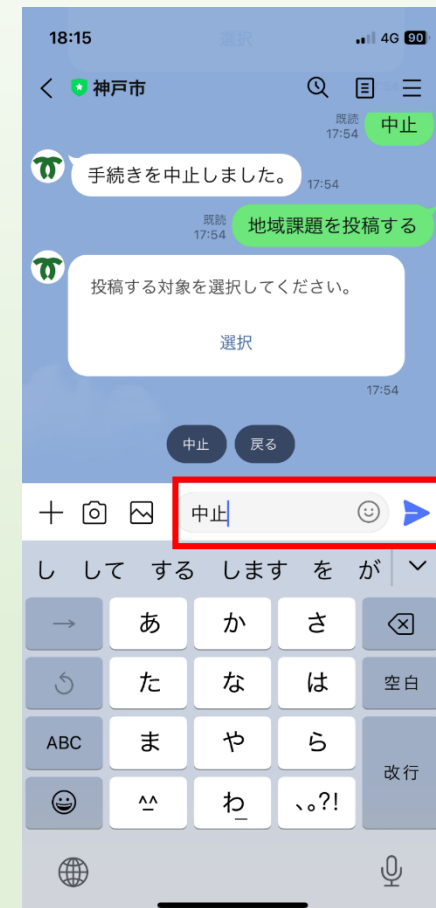 18:15
選択
4G 90
神戸市
既読
17:54
中止
手続きを中止しました。
17:54
既読
17:54
地域課題を投稿する
投稿する対象を選択してください。
選択
17:54
中止 戻る
中止
し して する します を が
→ あ か さ
た な は 空白
ABC ま や ら
改行
^^ わ 、。?!